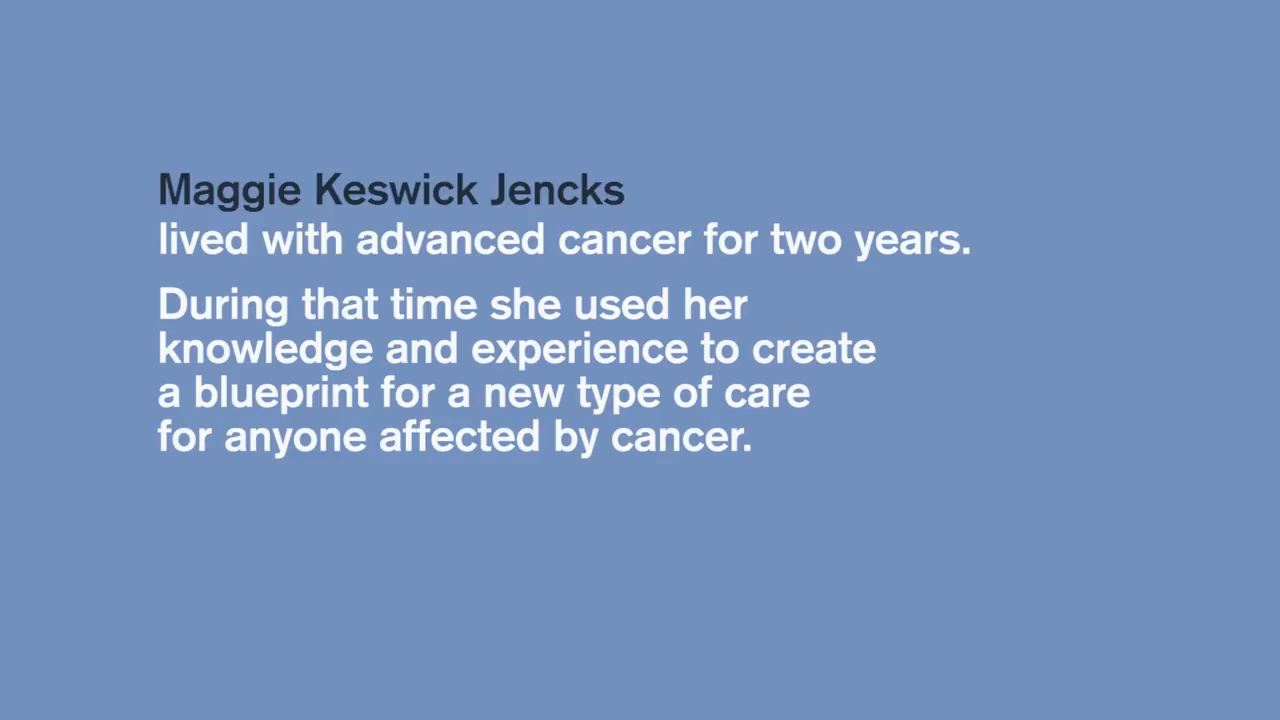 Maggie Keswick Jencks
lived with advanced cancer for two years.
During that time she used her
knowledge and experience to create
a blueprint for a new type of care
for anyone affected by cancer.